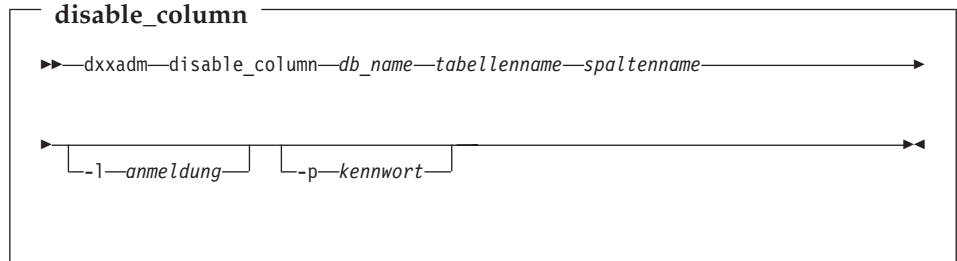 disable_column
dxxadm disable_column db_name tabellenname spaltenname
-l anmeldung -p kennwort